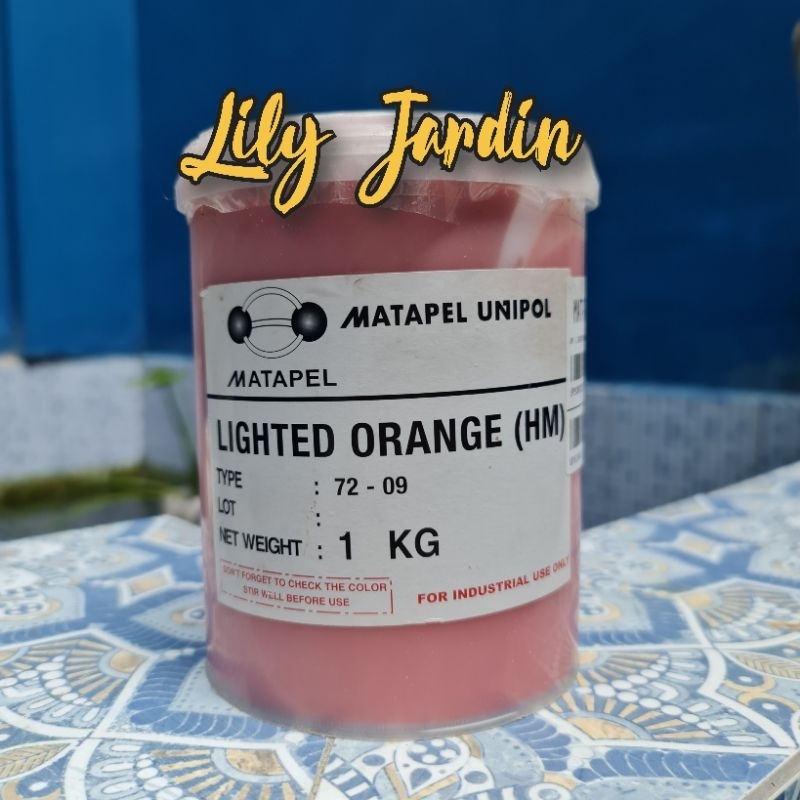 Lily Jardin
MATAPEL UNIPOL
MATAPEL
LIGHTED ORANGE (HM)
TYPE : 72 - 09
LOT :
NET WEIGHT : 1 KG
DON'T FORGET TO CHECK THE COLOR
STIR WELL BEFORE USE
FOR INDUSTRIAL USE ONLY